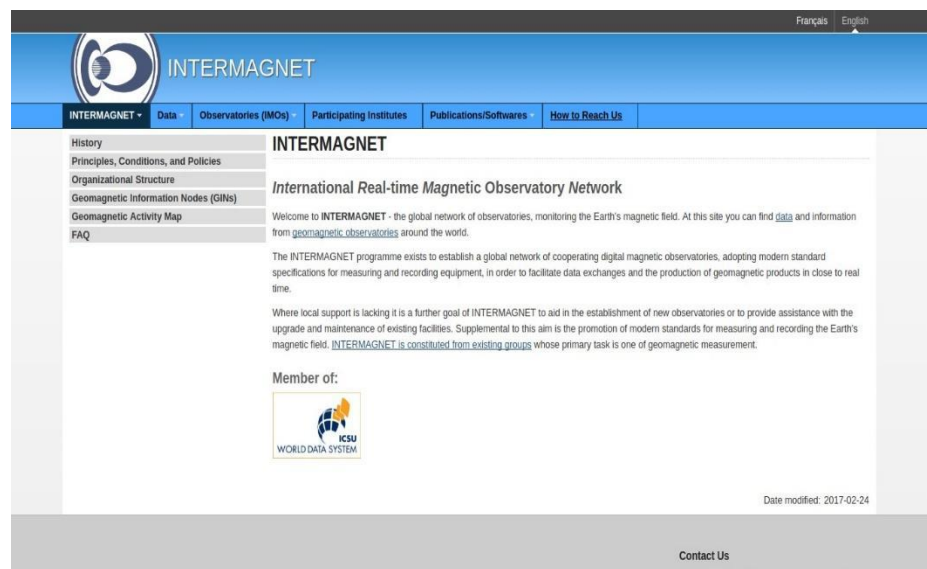 Français English
INTERMAGNET
INTERMAGNET Data Observatories (IMOs) Participating Institutes Publications/Softwares How to Reach Us
History
Principles, Conditions, and Policies
Organizational Structure
Geomagnetic Information Nodes (GINs)
Geomagnetic Activity Map
FAQ
INTERMAGNET
International Real-time Magnetic Observatory Network
Welcome to INTERMAGNET - the global network of observatories, monitoring the Earth's magnetic field. At this site you can find data and information
from geomagnetic observatories around the world.
The INTERMAGNET programme exists to establish a global network of cooperating digital magnetic observatories, adopting modern standard
specifications for measuring and recording equipment, in order to facilitate data exchanges and the production of geomagnetic products in close to real
time.
Where local support is lacking it is a further goal of INTERMAGNET to aid in the establishment of new observatories or to provide assistance with the
upgrade and maintenance of existing facilities. Supplemental to this aim is the promotion of modern standards for measuring and recording the Earth's
magnetic field. INTERMAGNET is constituted from existing groups whose primary task is one of geomagnetic measurement.
Member of:
ICSU
WORLD DATA SYSTEM
Date modified: 2017-02-24
Contact Us